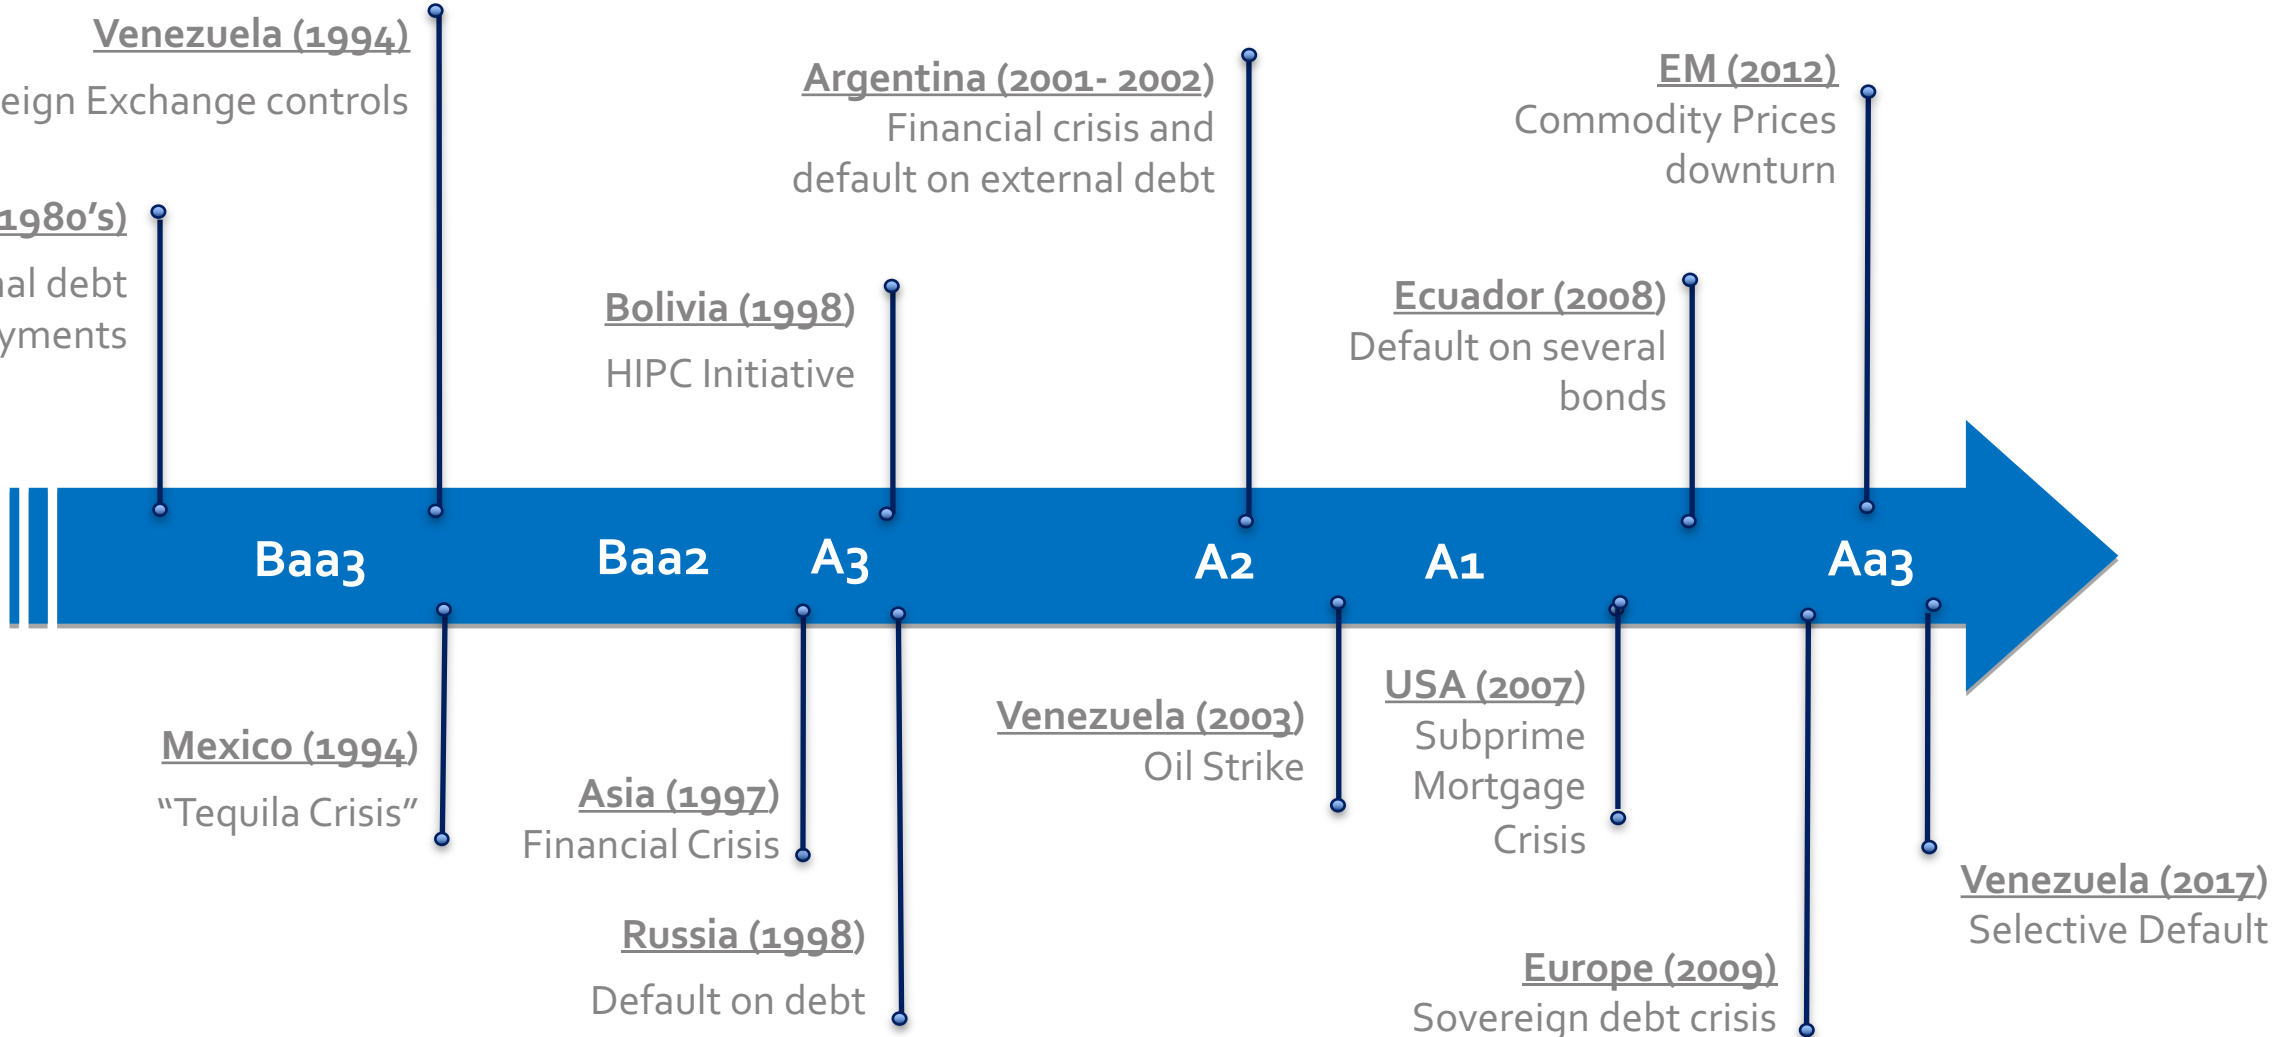 Venezuela (1994)
Exchange controls
1980's)
debt
Argentina (2001- 2002)
Financial crisis and
default on external debt
EM (2012)
Commodity Prices
downturn
Bolivia (1998)
HIPC Initiative
Ecuador (2008)
Default on several
bonds
Baa3
Baa2
A3
A2
A1
Aa3
Mexico (1994)
"Tequila Crisis"
Asia (1997)
Financial Crisis
Russia (1998)
Default on debt
Venezuela (2003)
Oil Strike
USA (2007)
Subprime
Mortgage
Crisis
Europe (2009)
Sovereign debt crisis
Venezuela (2017)
Selective Default